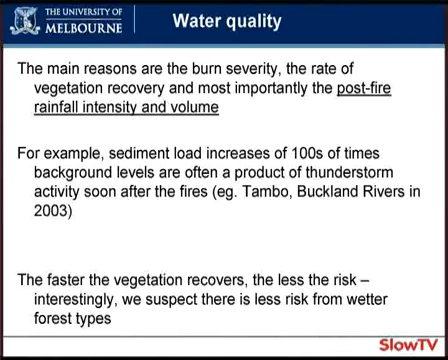 THE UNIVERSITY OF
MELBOURNE
Water quality
The main reasons are the burn severity, the rate of
vegetation recovery and most importantly the post-fire
rainfall intensity and volume
For example, sediment load increases of 100s of times
background levels are often a product of thunderstorm
activity soon after the fires (eg. Tambo, Buckland Rivers in
2003)
The faster the vegetation recovers, the less the risk –
interestingly, we suspect there is less risk from wetter
forest types
SlowTV